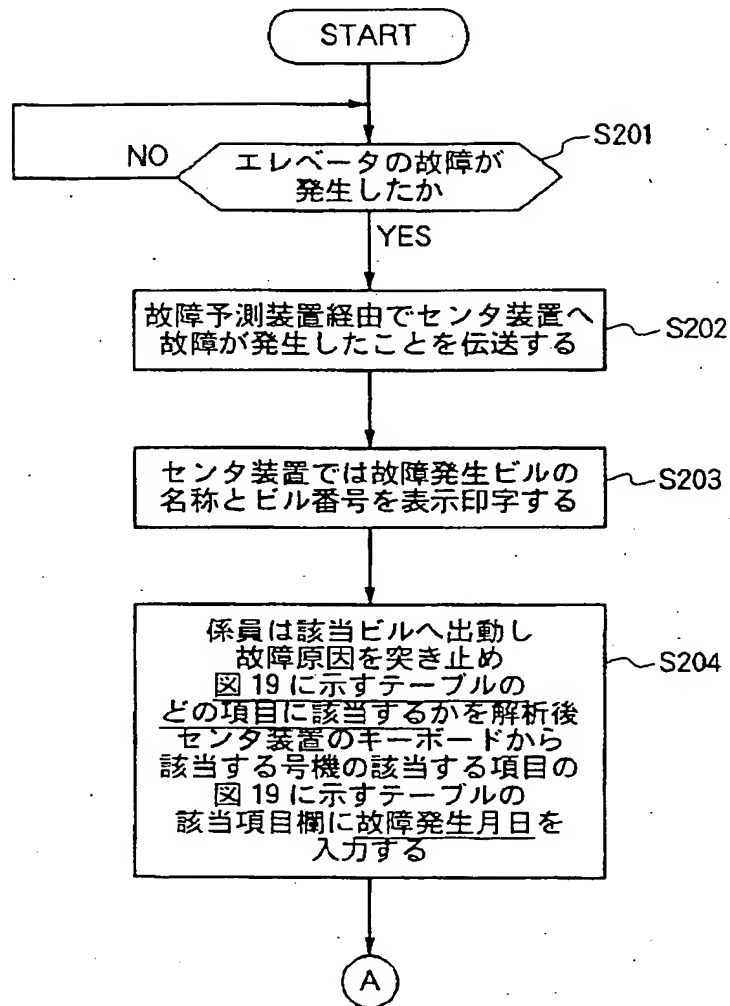 START
NO
エレベータの故障が
発生したか
S201
YES
故障予測装置経由でセンタ装置へ
故障が発生したことを伝送する
S202
センタ装置では故障発生ビルの
名称とビル番号を表示印字する
S203
係員は該当ビルへ出動し
故障原因を突き止め
図19に示すテーブルの
どの項目に該当するかを解析後
センタ装置のキーボードから
該当する号機の該当する項目の
図19に示すテーブルの
該当項目欄に故障発生月日を
入力する
S204
A